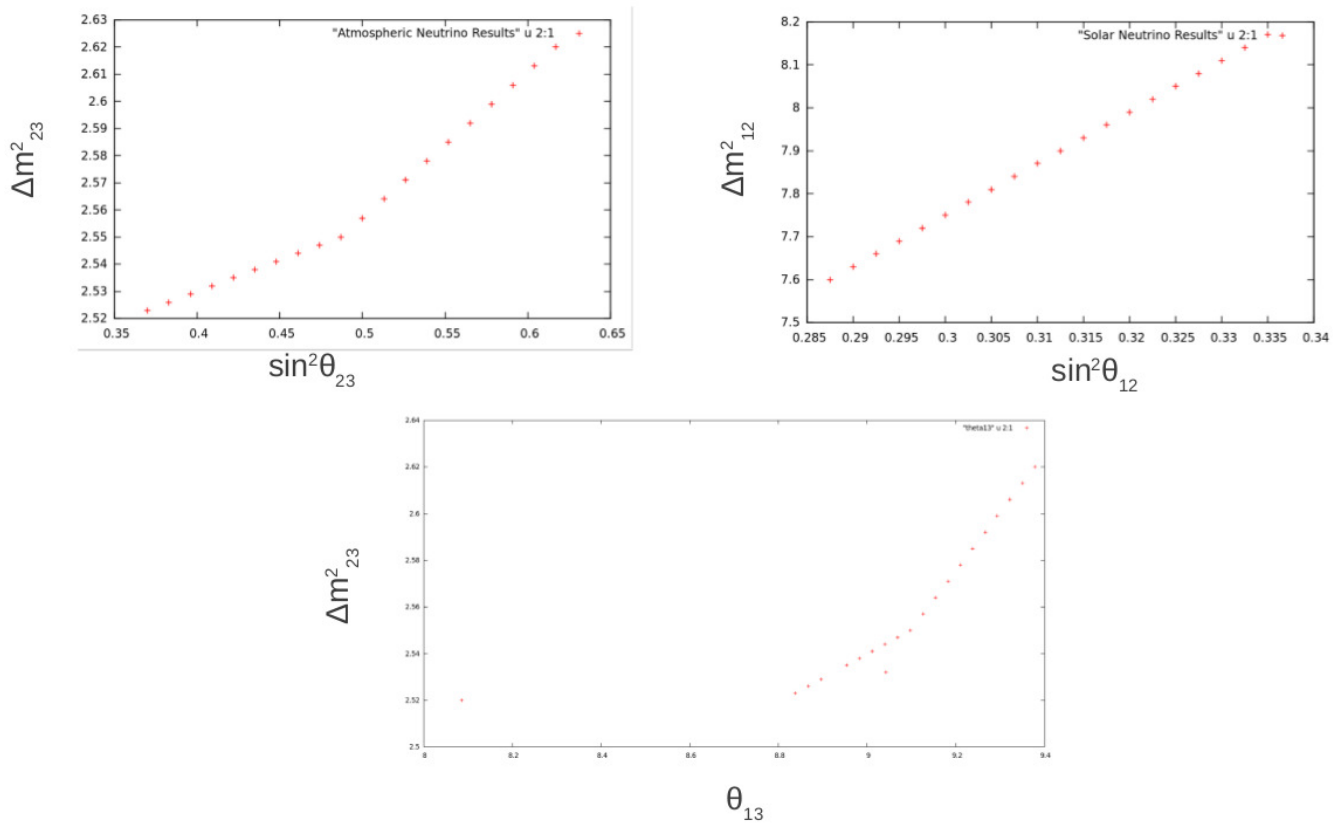 2.63
2.62
2.61
2.6
2.59
2.58
2.57
2.56
2.55
2.54
2.53
2.52
0.35 0.4 0.45 0.5 0.55 0.6 0.65
"Atmospheric Neutrino Results" u 2:1
Δm²₂₃
sin²θ₂₃
8.2
8.1
8
7.9
7.8
7.7
7.6
7.5
0.285 0.29 0.295 0.3 0.305 0.31 0.315 0.32 0.325 0.33 0.335 0.34
"Solar Neutrino Results" u 2:1
Δm²₁₂
sin²θ₁₂
2.64
2.62
2.6
2.58
2.56
2.54
2.52
2.5
8 8.2 8.4 8.6 8.8 9 9.2 9.4
"theta13" u 2:1
Δm²₂₃
θ₁₃